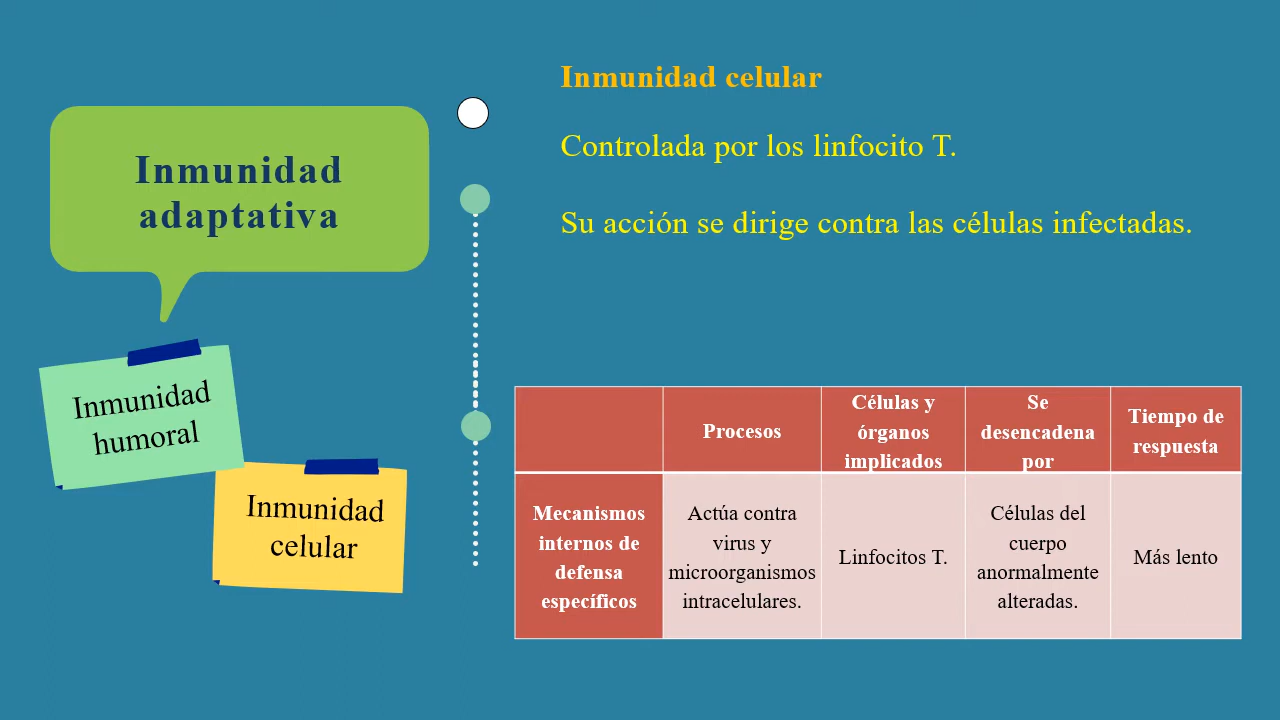 Inmunidad
adaptativa
Inmunidad
humoral
Inmunidad
celular
Inmunidad celular
Controlada por los linfocito T.
Su acción se dirige contra las células infectadas.
Procesos
Células y
órganos
implicados
Se
desencadena
por
Tiempo de
respuesta
Mecanismos
internos de
defensa
específicos
Actúa contra
virus y
microorganismos
intracelulares.
Linfocitos T.
Células del
cuerpo
anormalmente
alteradas.
Más lento